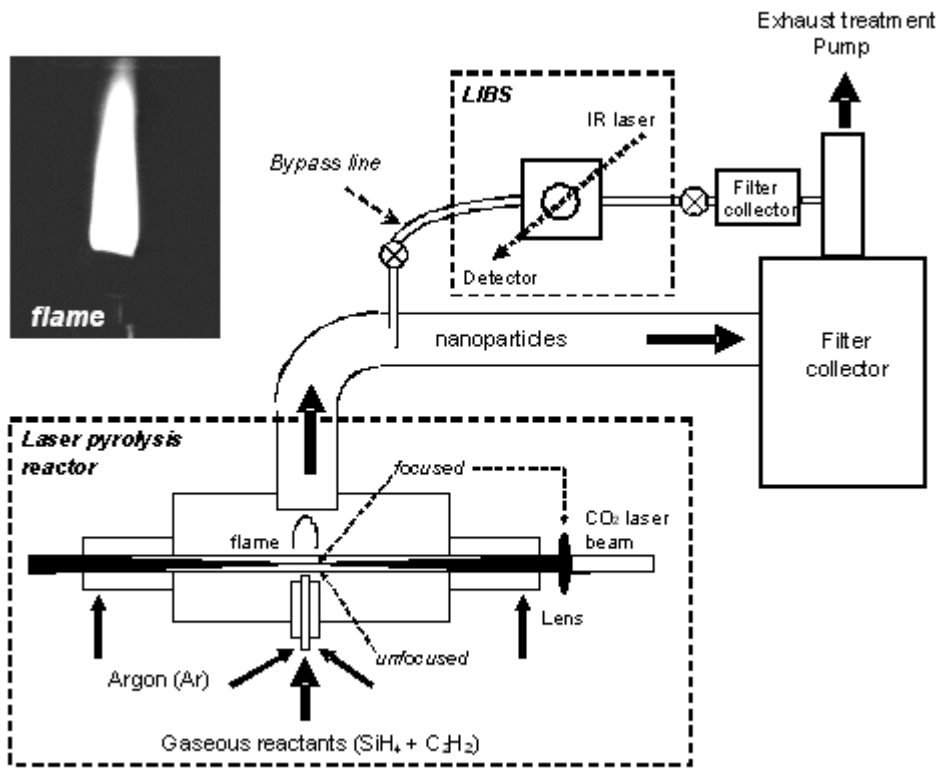 Exhaust treatment
Pump
LIBS
IR laser
Bypass line
Filter
collector
Detector
flame
nanoparticles
Filter
collector
Laser pyrolysis
reactor
focused
CO₂ laser
beam
flame
Lens
unfocused
Argon (Ar)
Gaseous reactants (SiH₄ + C₂H₂)